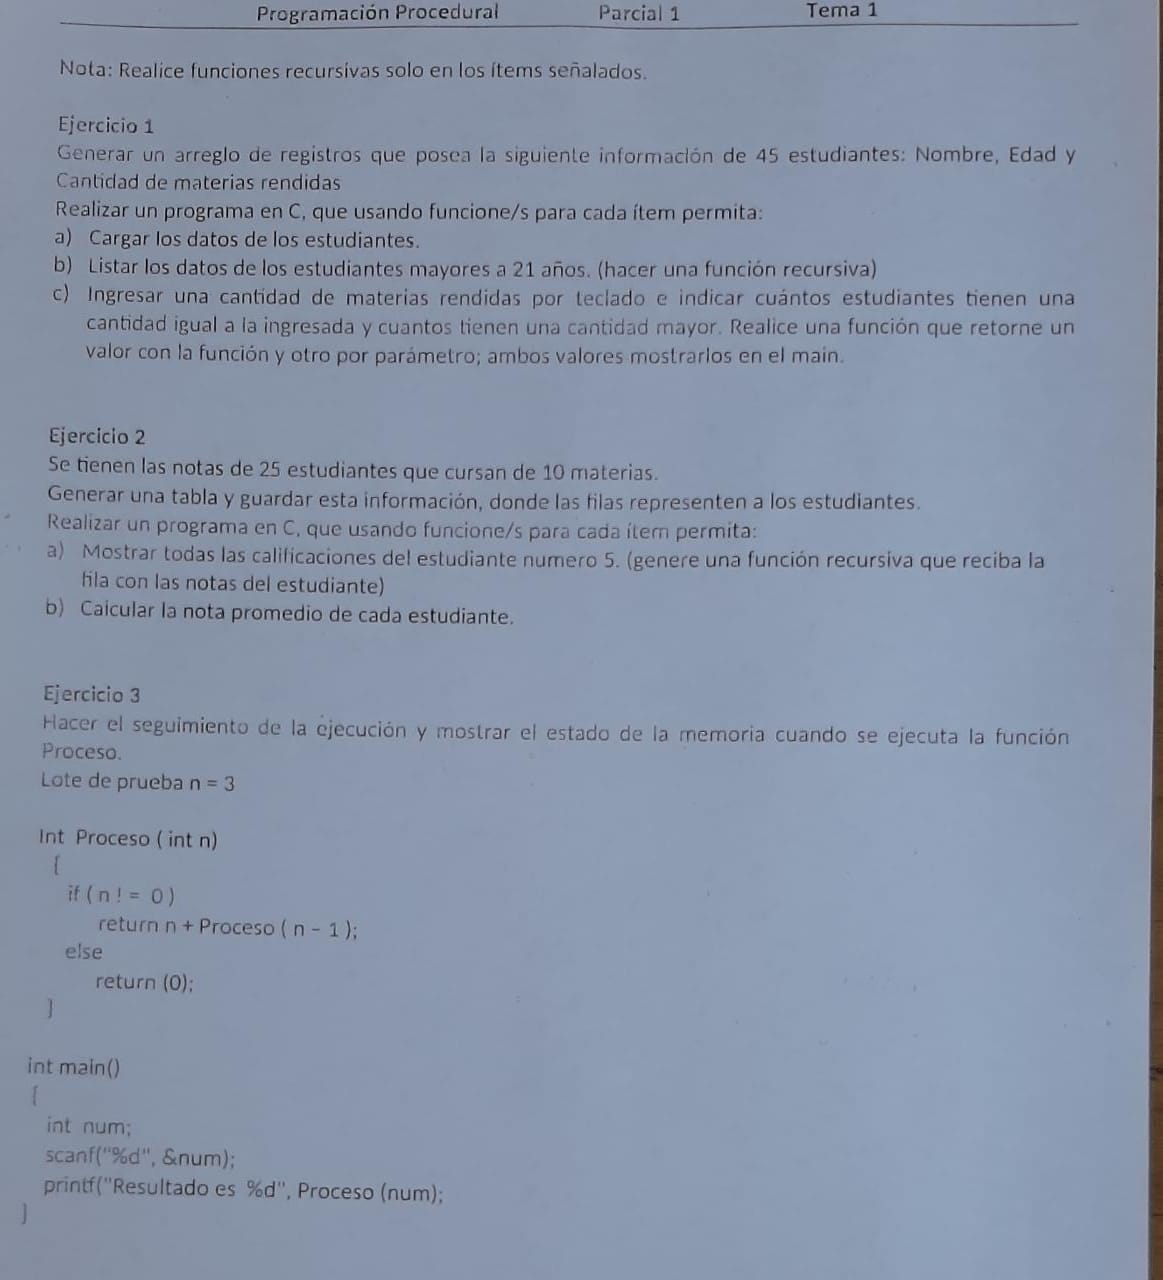 Programación Procedural Parcial 1 Tema 1
Nota: Realice funciones recursivas solo en los ítems señalados.
Ejercicio 1
Generar un arreglo de registros que posea la siguiente información de 45 estudiantes: Nombre, Edad y
Cantidad de materias rendidas
Realizar un programa en C, que usando funcione/s para cada ítem permita:
a) Cargar los datos de los estudiantes.
b) Listar los datos de los estudiantes mayores a 21 años. (hacer una función recursiva)
c) Ingresar una cantidad de materias rendidas por teclado e indicar cuántos estudiantes tienen una
cantidad igual a la ingresada y cuantos tienen una cantidad mayor. Realice una función que retorne un
valor con la función y otro por parámetro; ambos valores mostrarlos en el main.
Ejercicio 2
Se tienen las notas de 25 estudiantes que cursan de 10 materias.
Generar una tabla y guardar esta información, donde las filas representen a los estudiantes.
Realizar un programa en C, que usando funcione/s para cada ítem permita:
a) Mostrar todas las calificaciones del estudiante numero 5. (genere una función recursiva que reciba la
fila con las notas del estudiante)
b) Calcular la nota promedio de cada estudiante.
Ejercicio 3
Hacer el seguimiento de la ejecución y mostrar el estado de la memoria cuando se ejecuta la función
Proceso.
Lote de prueba n = 3
Int Proceso ( int n)
{
if ( n ! = 0 )
return n + Proceso ( n - 1 );
else
return (0);
}
int main()
{
int num;
scanf("%d", &num);
printf("Resultado es %d", Proceso (num);
}